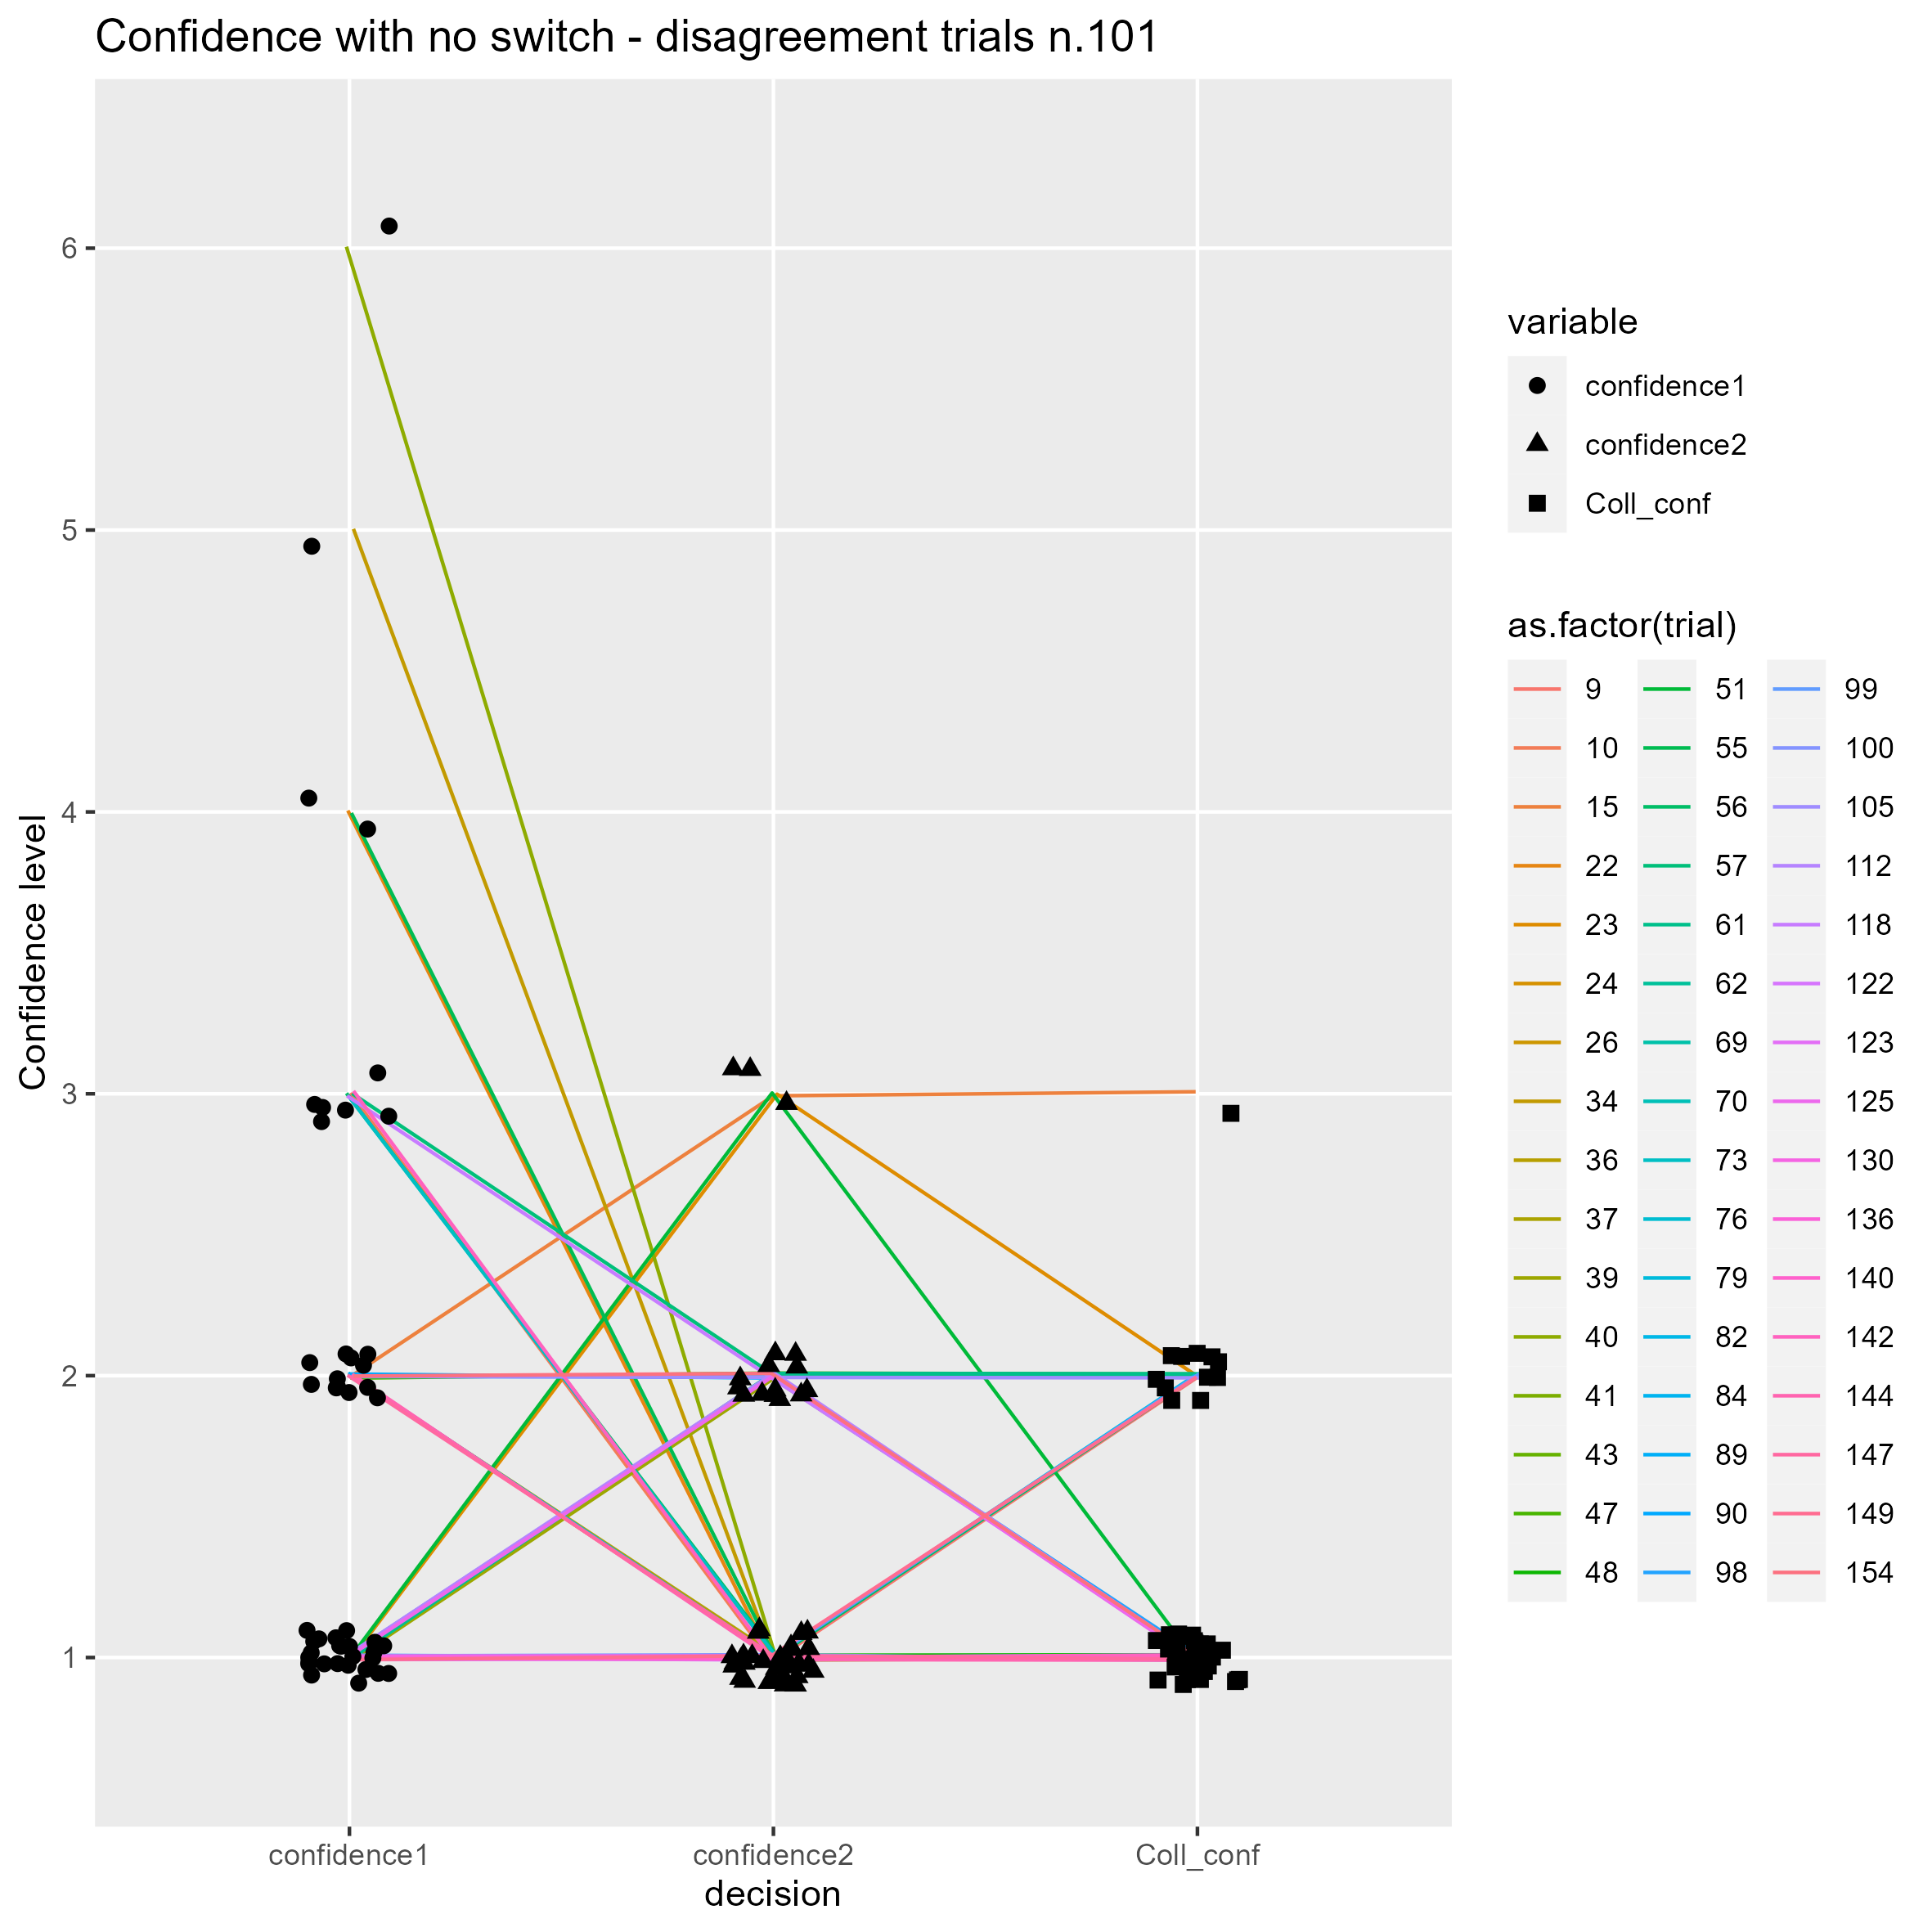 Confidence with no switch - disagreement trials n.101
Confidence level
6
5
4
3
2
1
confidence1
confidence2
Coll_conf
decision
variable
confidence1
confidence2
Coll_conf
as.factor(trial)
9 51 99
10 55 100
15 56 105
22 57 112
23 61 118
24 62 122
26 69 123
34 70 125
36 73 130
37 76 136
39 79 140
40 82 142
41 84 144
43 89 147
47 90 149
48 98 154